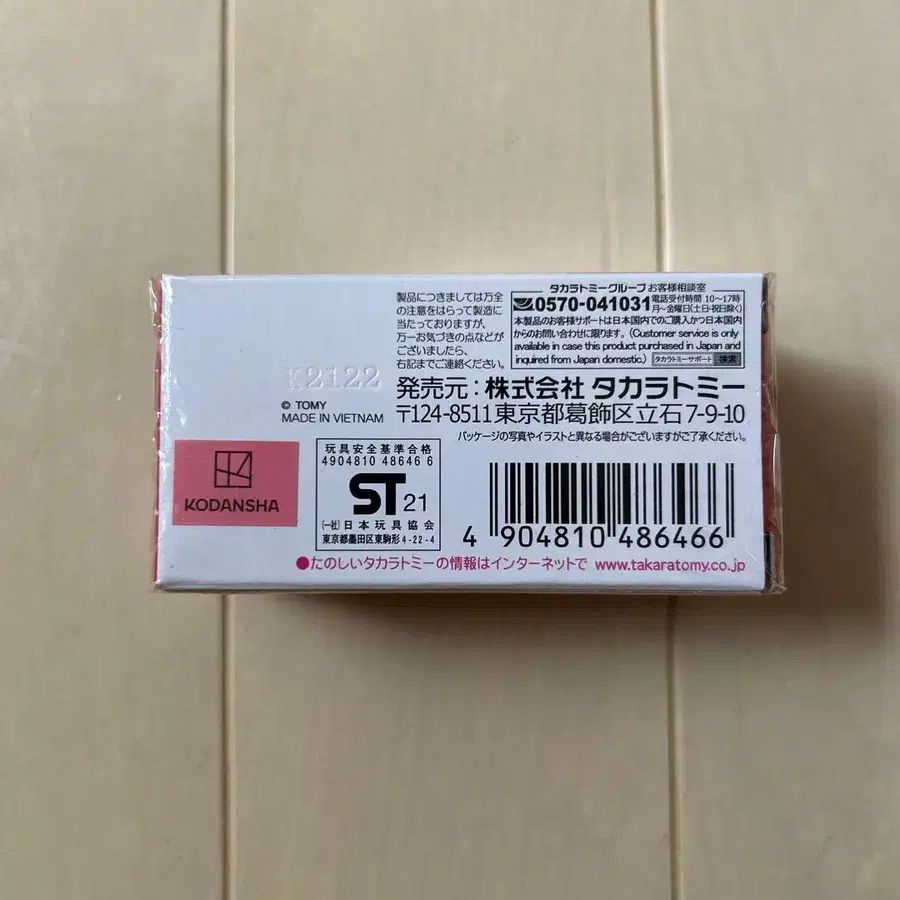 製品につきましては万全
の注意をはらって製造に
当たっておりますが、
万一お気づきの点などが
ございましたら、
右記までご連絡ください。
タカラトミーグループ お客様相談室
0570-041031 電話受付時間 10〜17時
月〜金曜日(土日・祝日除く)
本製品のお客様サポートは日本国内でのご購入かつ日本国内
からのお問い合わせに限ります。(Customer service is only
available in case this product purchased in Japan and
inquired from Japan domestic.) タカラトミーサポート 検索
K2122
© TOMY
MADE IN VIETNAM
発売元:株式会社 タカラトミー
〒124-8511 東京都葛飾区立石7-9-10
パッケージの写真やイラストと異なる場合がございますがご了承ください。
KODANSHA
玩具安全基準合格
4904810 48646 6
ST 21
(一社)日本玩具協会
東京都墨田区東駒形4-22-4
4 904810 486466
●たのしいタカラトミーの情報はインターネットで www.takaratomy.co.jp